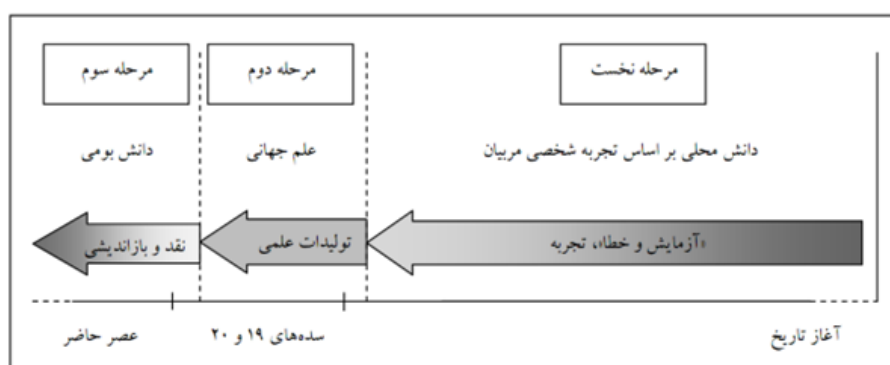 مرحله نخست
مرحله دوم
مرحله سوم
دانش محلی بر اساس تجربه شخصی مربیان
علم جهانی
دانش بومی
«آزمایش و خطا»، تجربه
تولیدات علمی
نقد و بازاندیشی
آغاز تاریخ
سده‌های ۱۹ و ۲۰
عصر حاضر